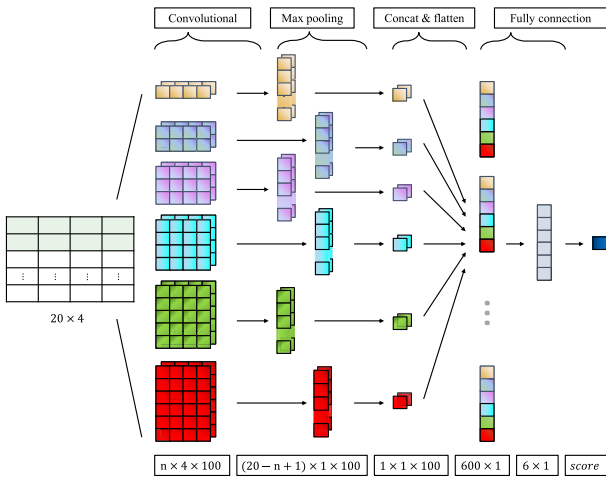 Convolutional
Max pooling
Concat & flatten
Fully connection
⋮ ⋮ ⋮ ⋮
20 × 4
n × 4 × 100
(20 − n + 1) × 1 × 100
1 × 1 × 100
600 × 1
6 × 1
score